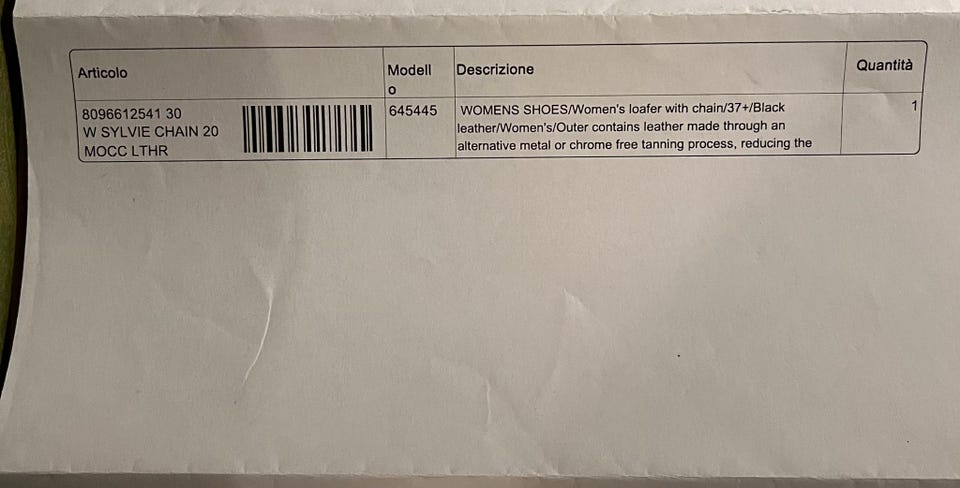 Articolo
Modell
o
Descrizione
Quantità
8096612541 30
W SYLVIE CHAIN 20
MOCC LTHR
645445
WOMENS SHOES/Women's loafer with chain/37+/Black
leather/Women's/Outer contains leather made through an
alternative metal or chrome free tanning process, reducing the
1